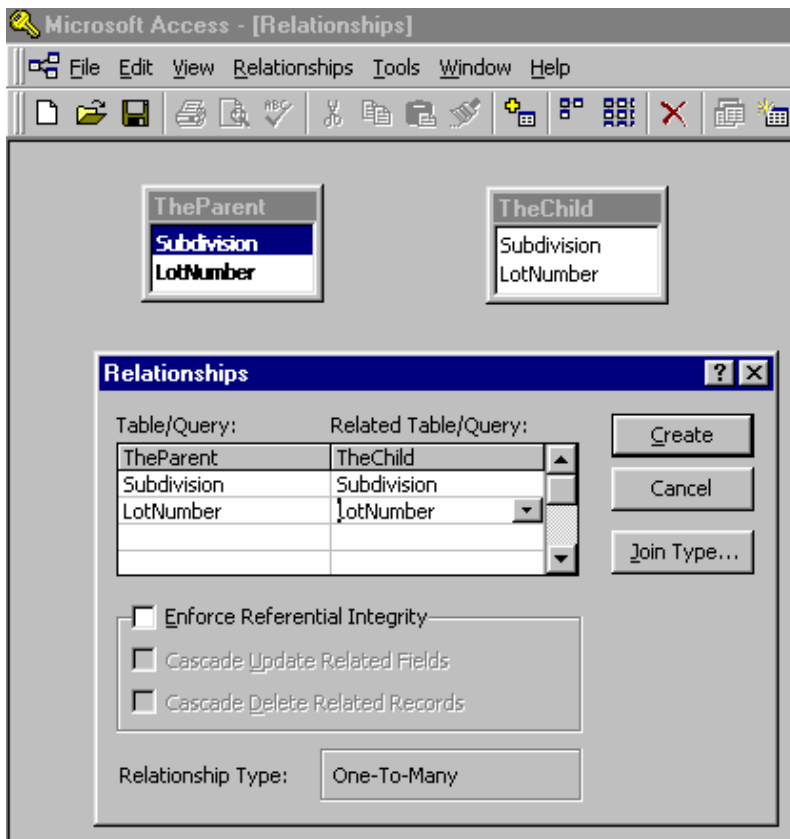 Microsoft Access - [Relationships]
File Edit View Relationships Tools Window Help
ABC
TheParent
Subdivision
LotNumber
TheChild
Subdivision
LotNumber
Relationships
Table/Query: Related Table/Query:
TheParent TheChild
Subdivision Subdivision
LotNumber LotNumber
Create
Cancel
Join Type...
Enforce Referential Integrity
Cascade Update Related Fields
Cascade Delete Related Records
Relationship Type: One-To-Many